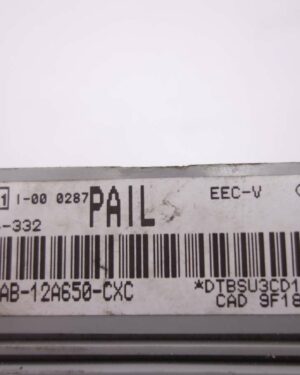 1 I-00 0287 PAIL EEC-V
-332
AB-12A650-CXC *DTBSU3CD1
CAD 9F18